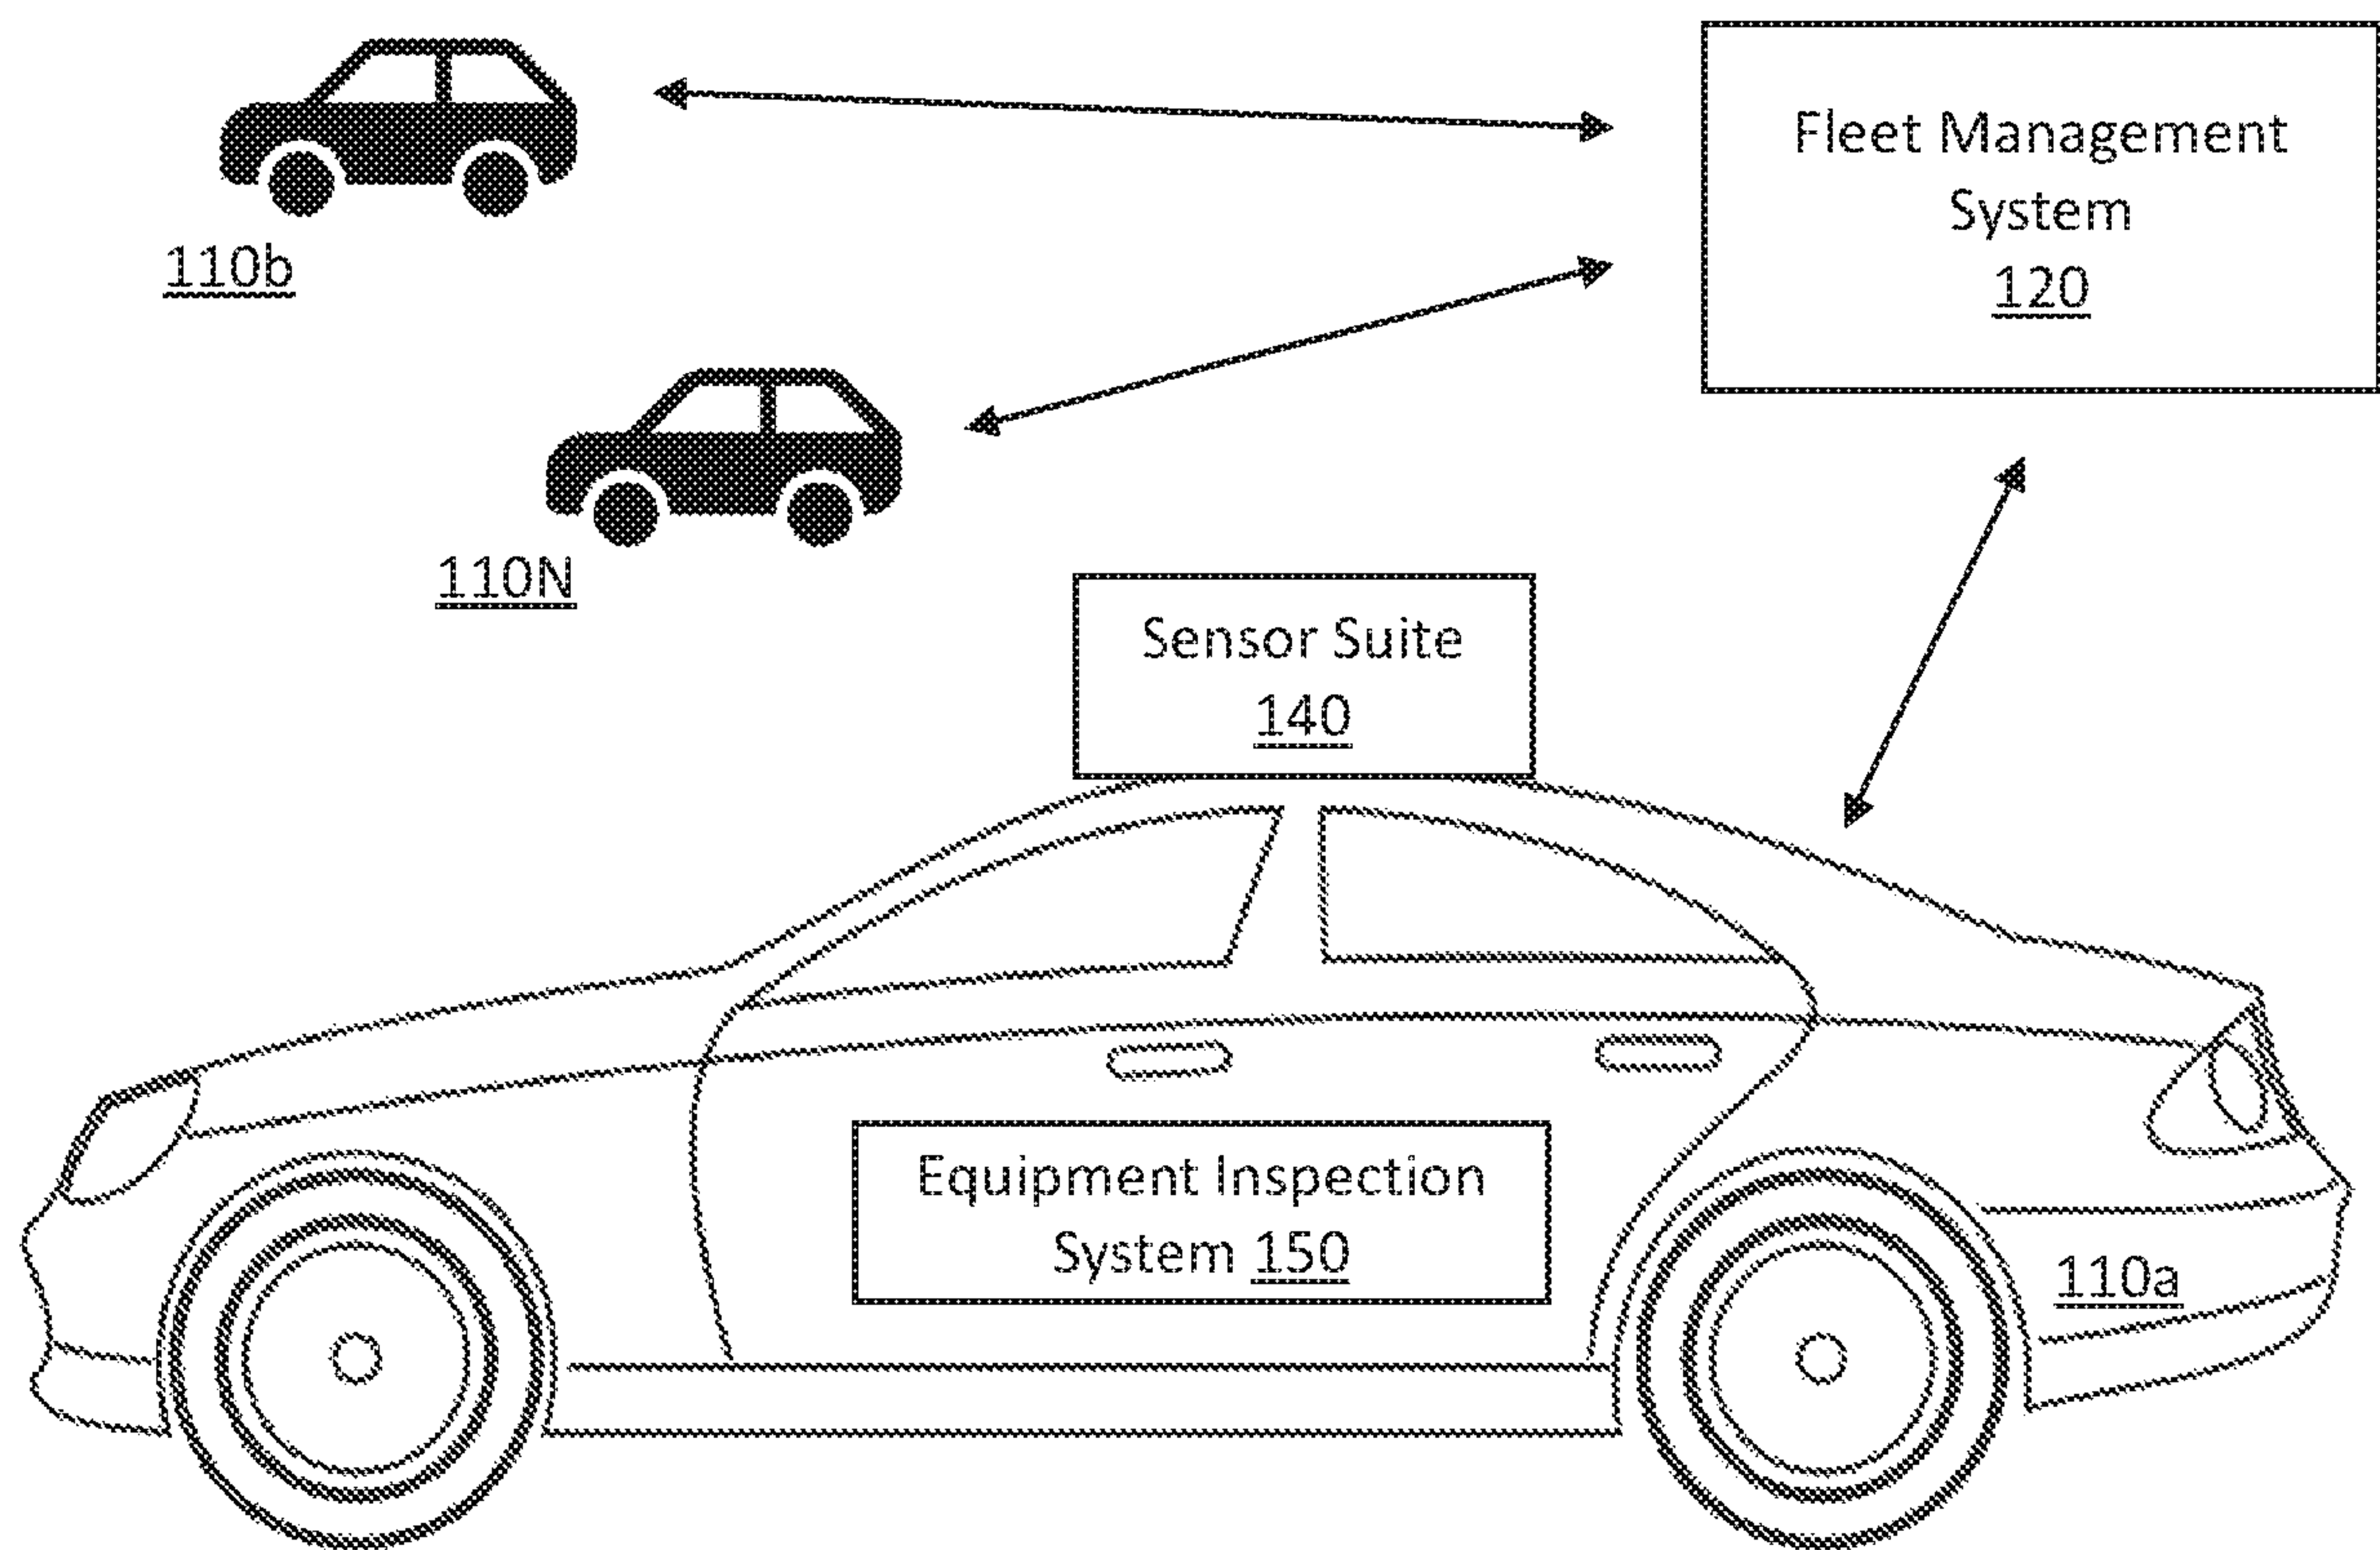 Fleet Management
System
120
110b
110N
Sensor Suite
140
Equipment Inspection
System 150
110a